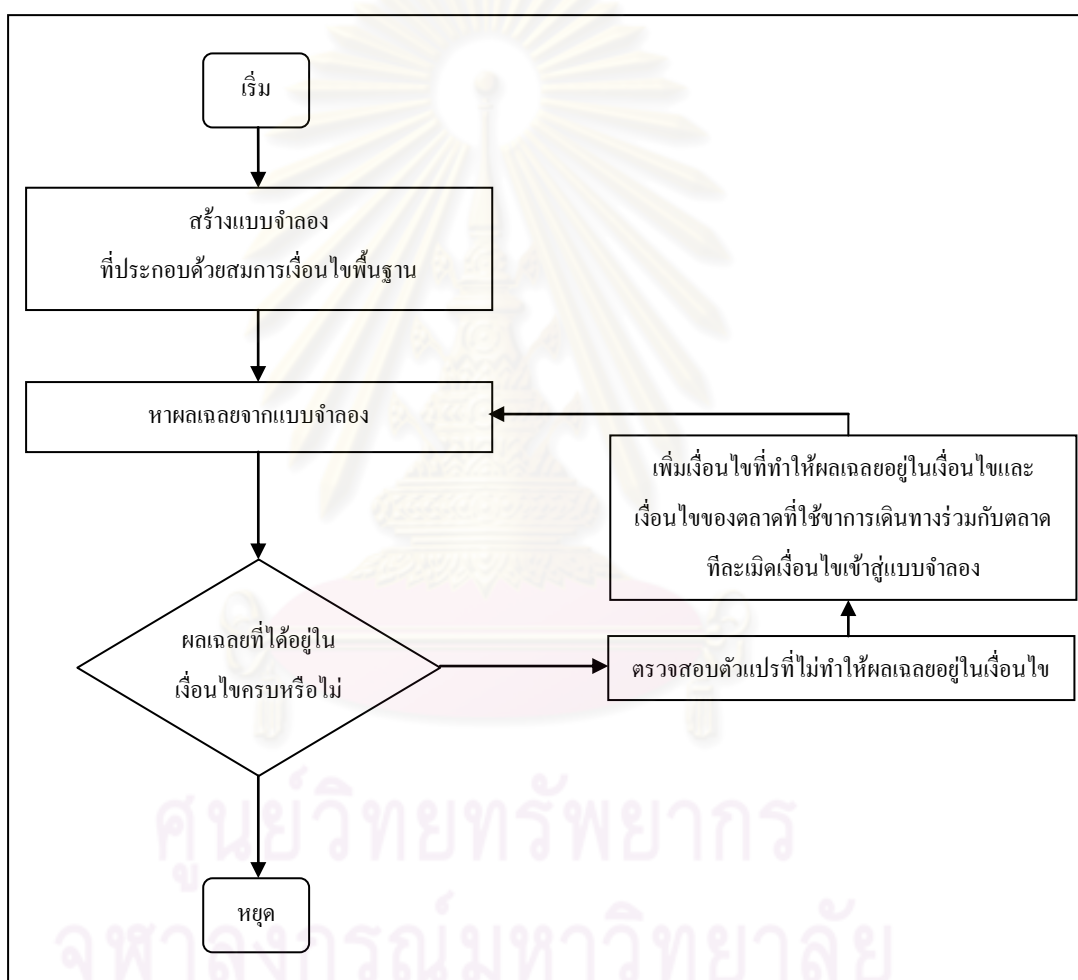 เริ่ม
สร้างแบบจำลอง
ที่ประกอบด้วยสมการเงื่อนไขพื้นฐาน
หาผลเฉลยจากแบบจำลอง
เพิ่มเงื่อนไขที่ทำให้ผลเฉลยอยู่ในเงื่อนไขและ
เงื่อนไขของตลาดที่ใช้ขาการเดินทางร่วมกับตลาด
ทีละเมิดเงื่อนไขเข้าสู่แบบจำลอง
ผลเฉลยที่ได้อยู่ใน
เงื่อนไขครบหรือไม่
ตรวจสอบตัวแปรที่ไม่ทำให้ผลเฉลยอยู่ในเงื่อนไข
หยุด
ศูนย์วิทยทรัพยากร
จุฬาลงกรณ์มหาวิทยาลัย